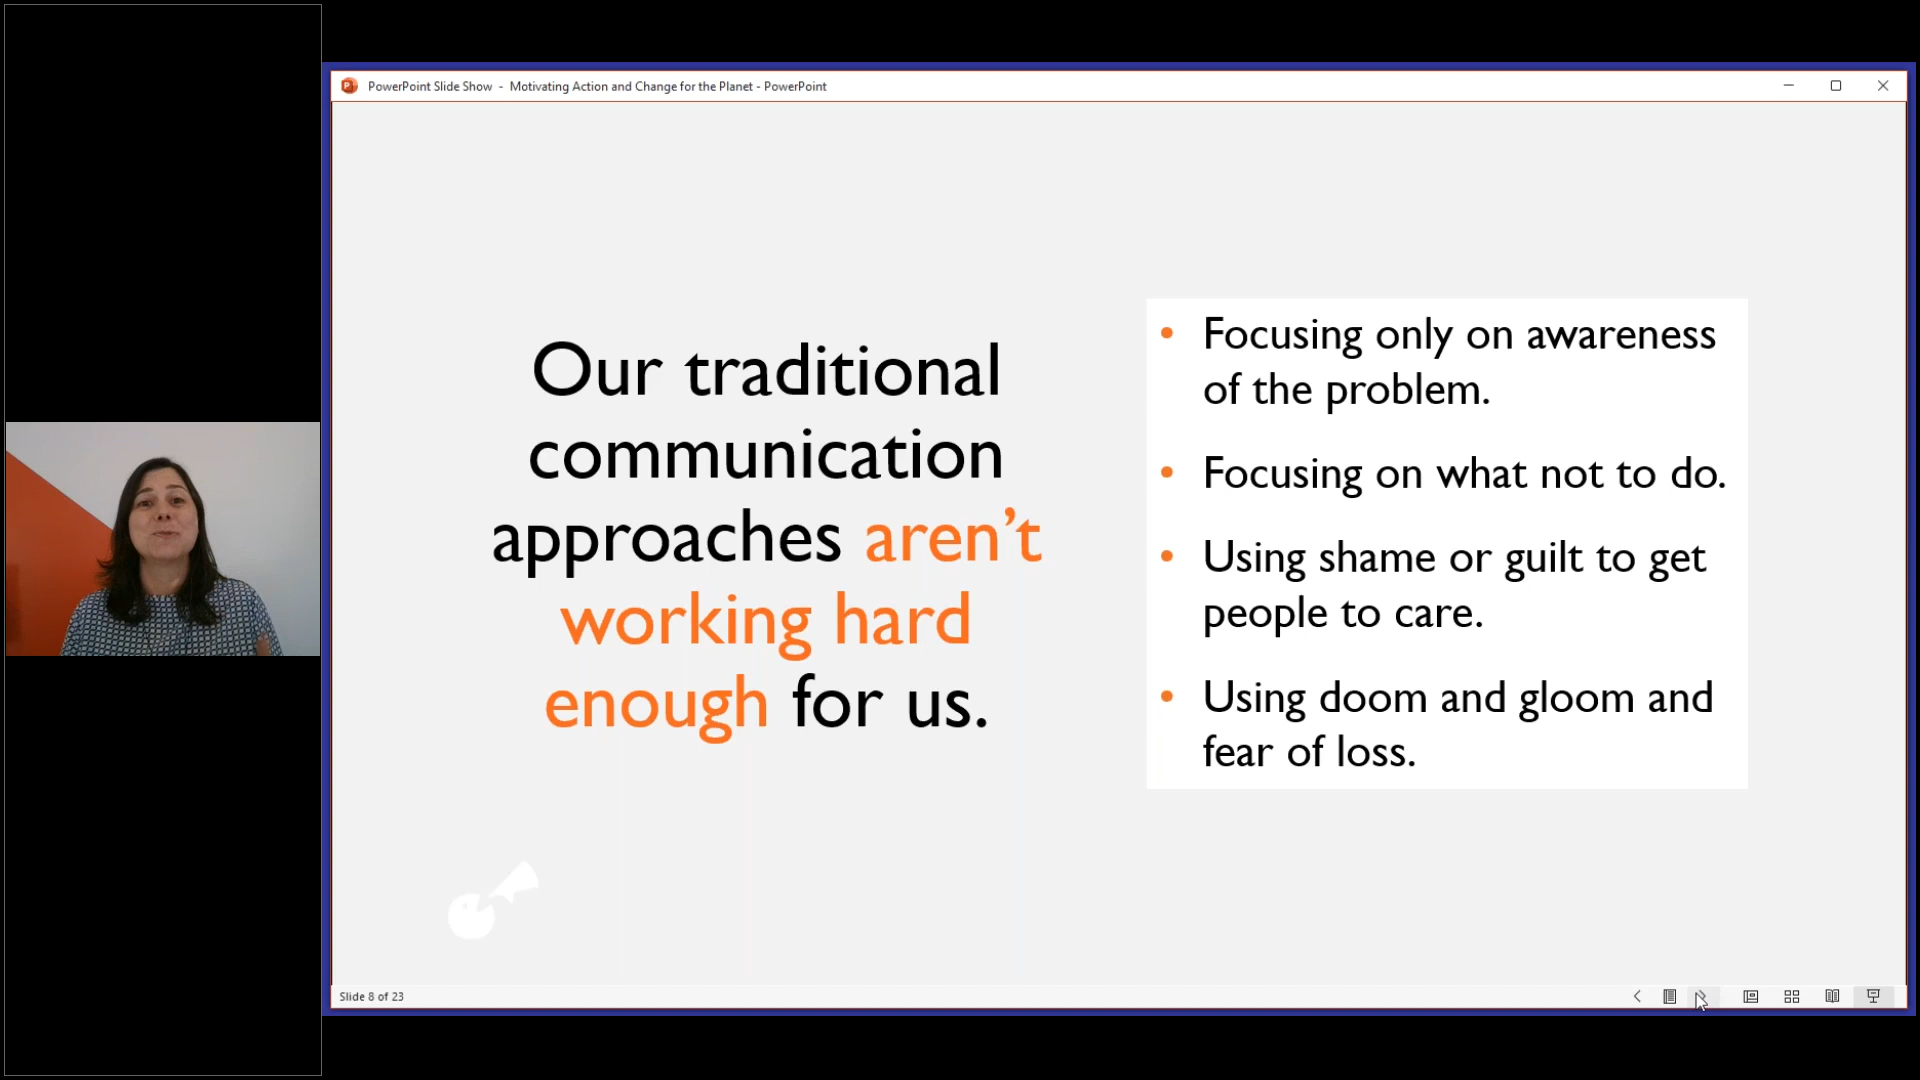 PowerPoint Slide Show - Motivating Action and Change for the Planet - PowerPoint
Our traditional
communication
approaches aren’t
working hard
enough for us.
• Focusing only on awareness
of the problem.
• Focusing on what not to do.
• Using shame or guilt to get
people to care.
• Using doom and gloom and
fear of loss.
Slide 8 of 23